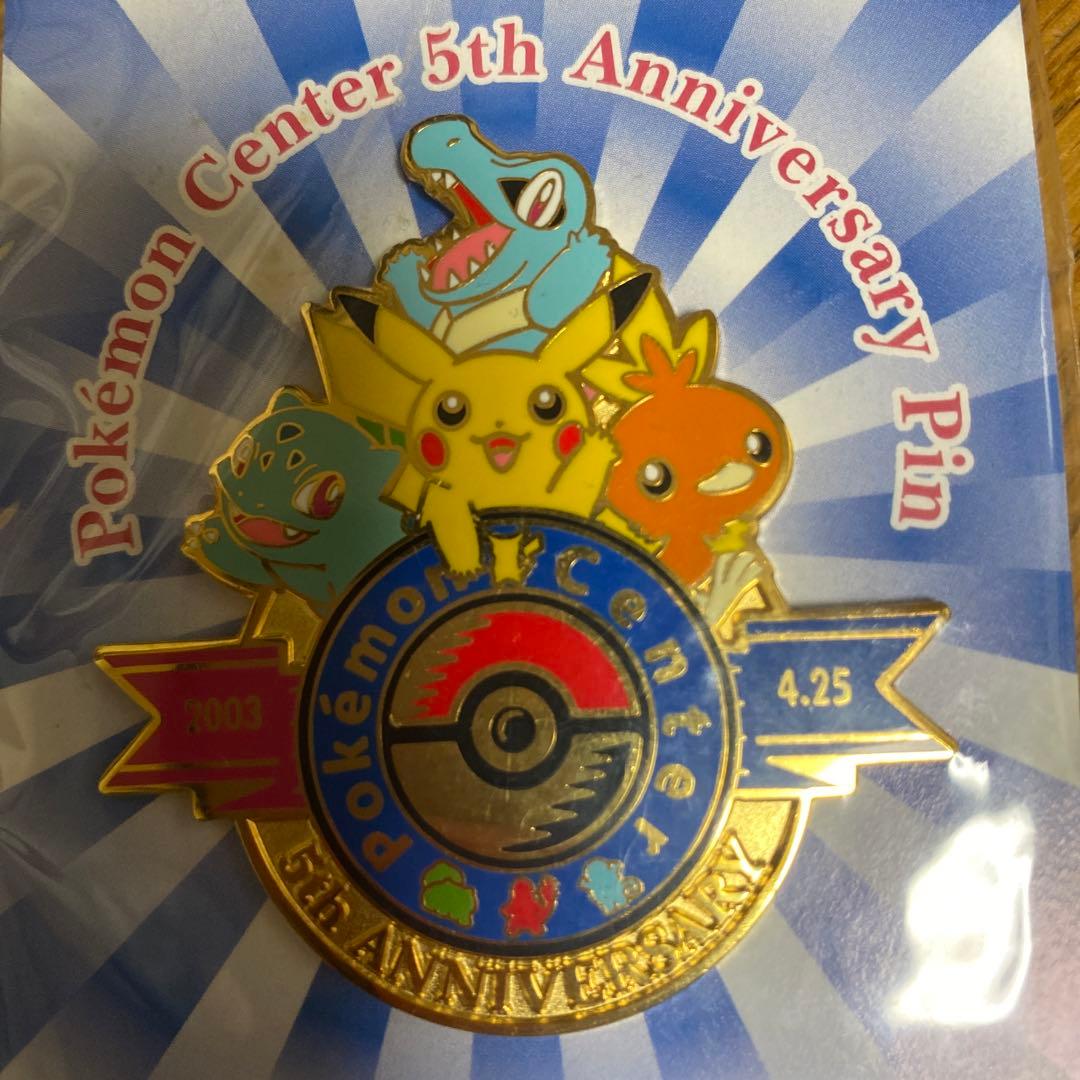 Pokémon Center 5th Anniversary Pin
Pokémon Center
2003
4.25
5th ANNIVERSARY